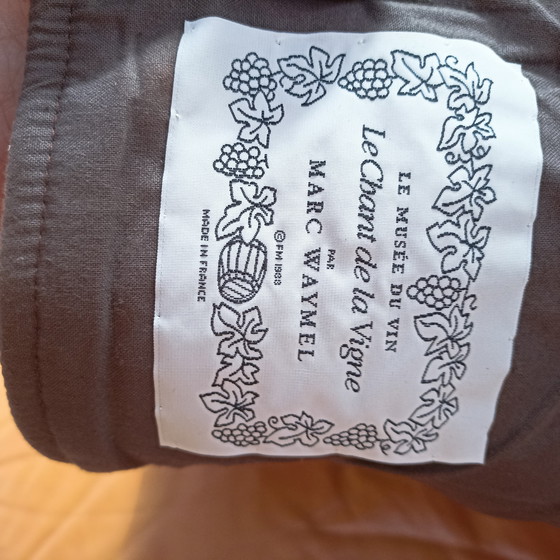 LE MUSÉE DU VIN
Le Chant de la Vigne
PAR
MARC WAYMEL
© FM 1988
MADE IN FRANCE